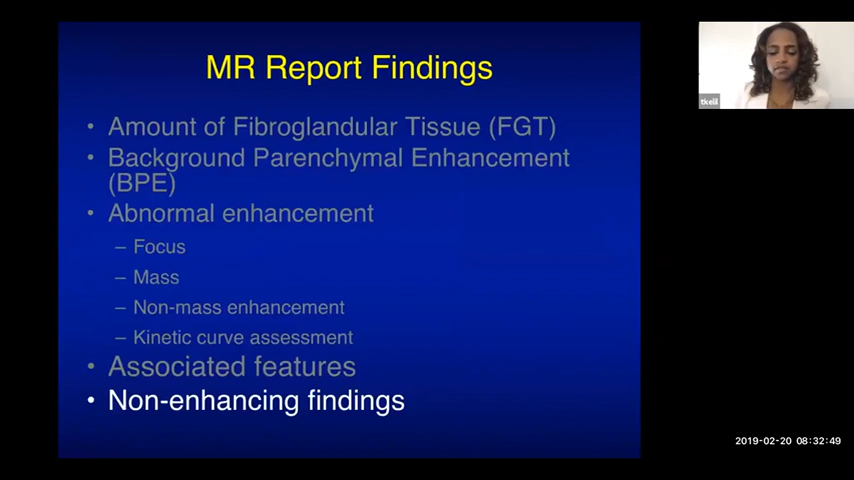 MR Report Findings
• Amount of Fibroglandular Tissue (FGT)
• Background Parenchymal Enhancement
(BPE)
• Abnormal enhancement
– Focus
– Mass
– Non-mass enhancement
– Kinetic curve assessment
• Associated features
• Non-enhancing findings
tkelil
2019-02-20 08:32:49